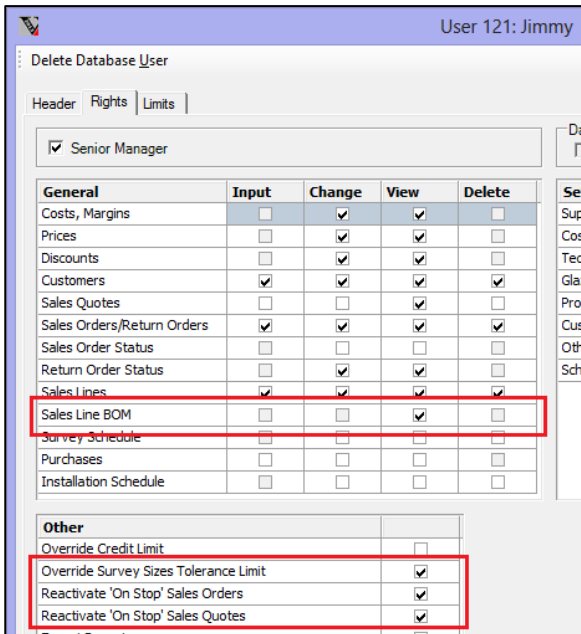 User 121: Jimmy
Delete Database User
Header Rights Limits
Senior Manager
General Input Change View Delete
Costs, Margins
Prices
Discounts
Customers
Sales Quotes
Sales Orders/Return Orders
Sales Order Status
Return Order Status
Sales Lines
Sales Line BOM
Survey Schedule
Purchases
Installation Schedule
Other
Override Credit Limit
Override Survey Sizes Tolerance Limit
Reactivate 'On Stop' Sales Orders
Reactivate 'On Stop' Sales Quotes